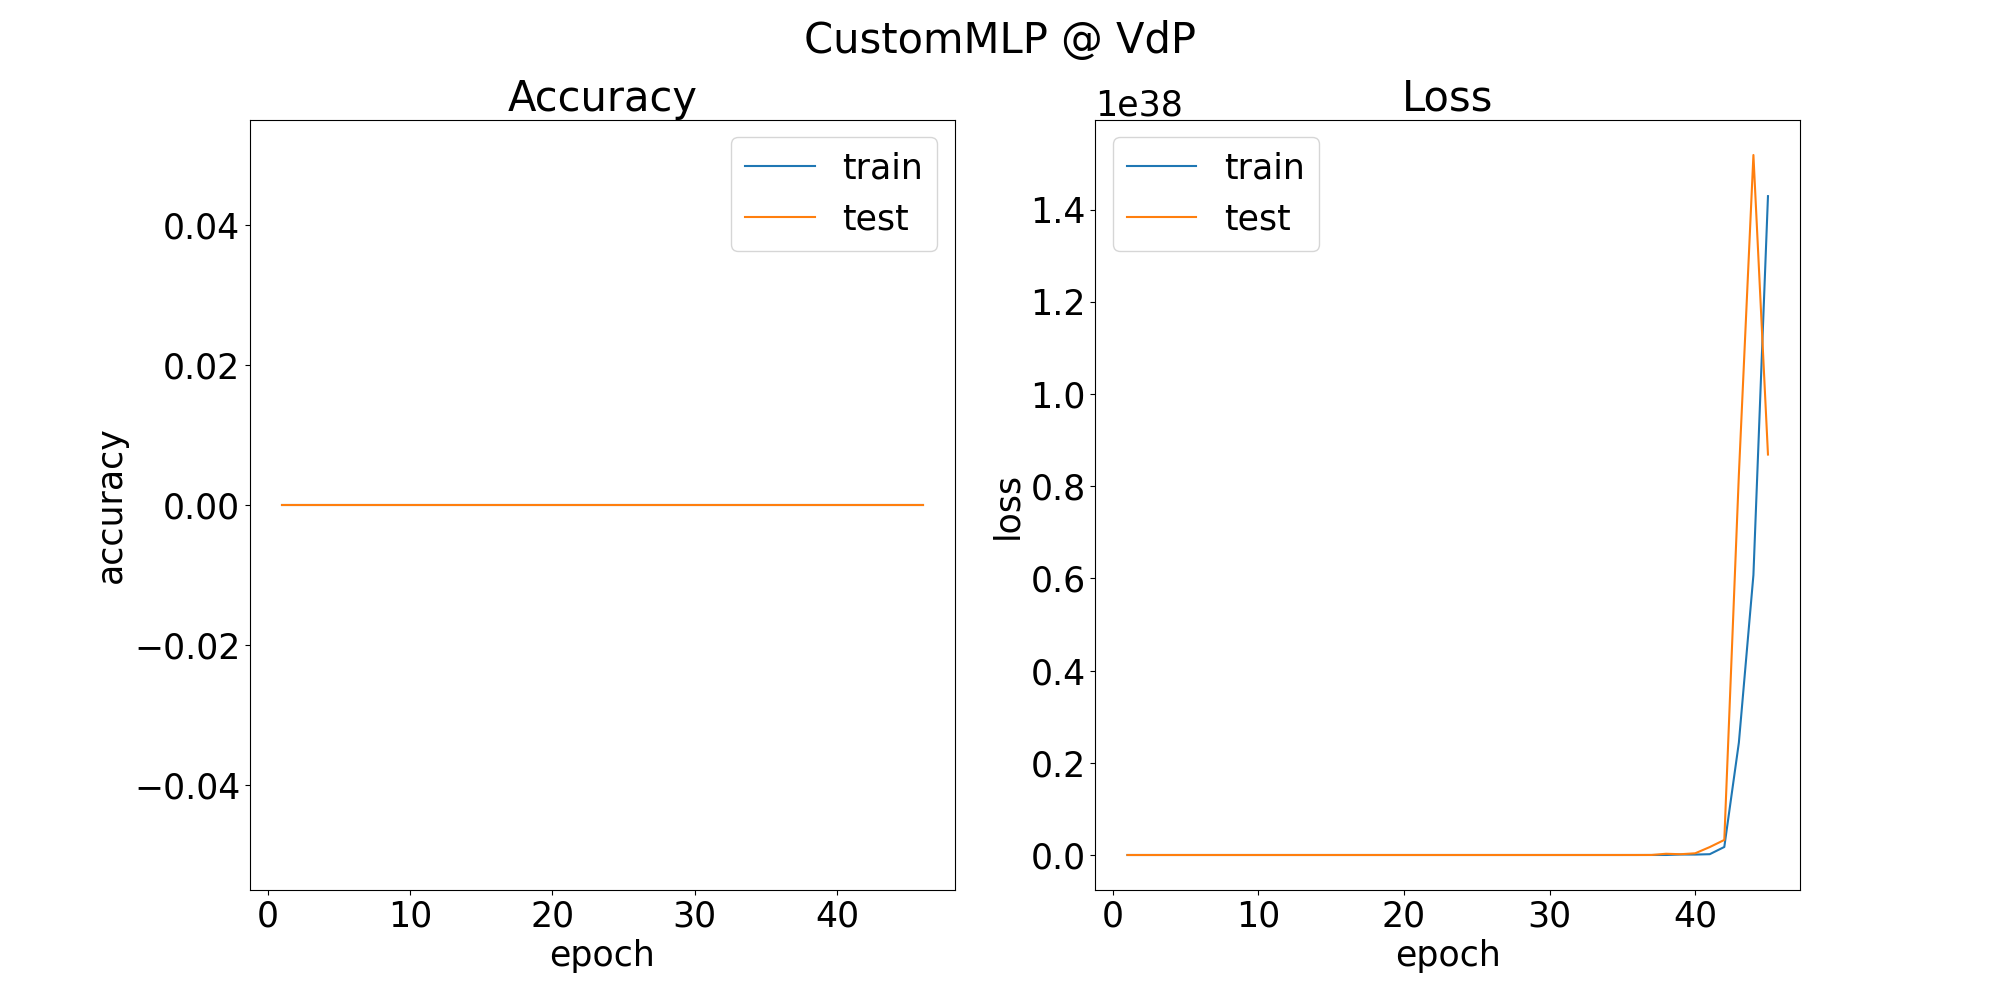 CustomMLP @ VdP
Accuracy
train
test
0.04
0.02
0.00
−0.02
−0.04
accuracy
0 10 20 30 40
epoch
Loss
1e38
train
test
1.4
1.2
1.0
0.8
0.6
0.4
0.2
0.0
loss
0 10 20 30 40
epoch